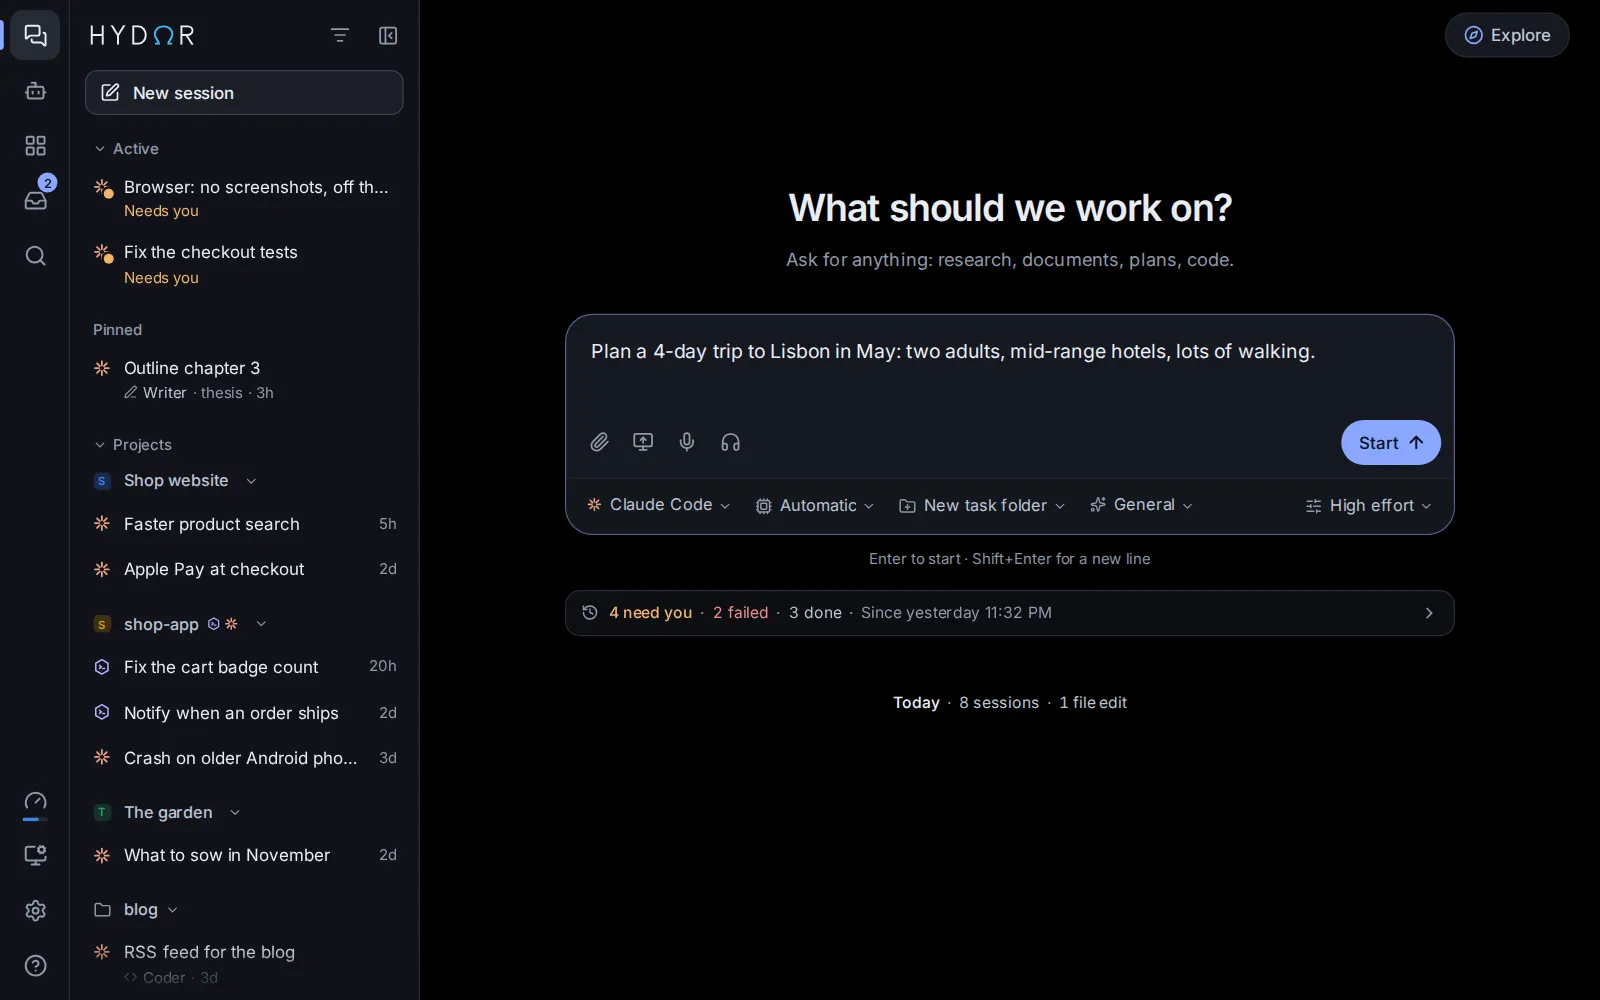 HYDOR
New session
Active
Browser: no screenshots, off th...
Needs you
Fix the checkout tests
Needs you
Pinned
Outline chapter 3
Writer · thesis · 3h
Projects
S Shop website
Faster product search 5h
Apple Pay at checkout 2d
S shop-app
Fix the cart badge count 20h
Notify when an order ships 2d
Crash on older Android pho... 3d
T The garden
What to sow in November 2d
blog
RSS feed for the blog
Coder · 3d
2
Explore
What should we work on?
Ask for anything: research, documents, plans, code.
Plan a 4-day trip to Lisbon in May: two adults, mid-range hotels, lots of walking.
Start
Claude Code Automatic New task folder General High effort
Enter to start · Shift+Enter for a new line
4 need you · 2 failed · 3 done · Since yesterday 11:32 PM
Today · 8 sessions · 1 file edit